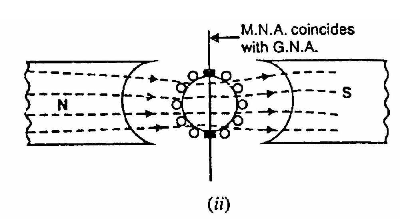 M.N.A. coincides
with G.N.A.
N
S
(ii)